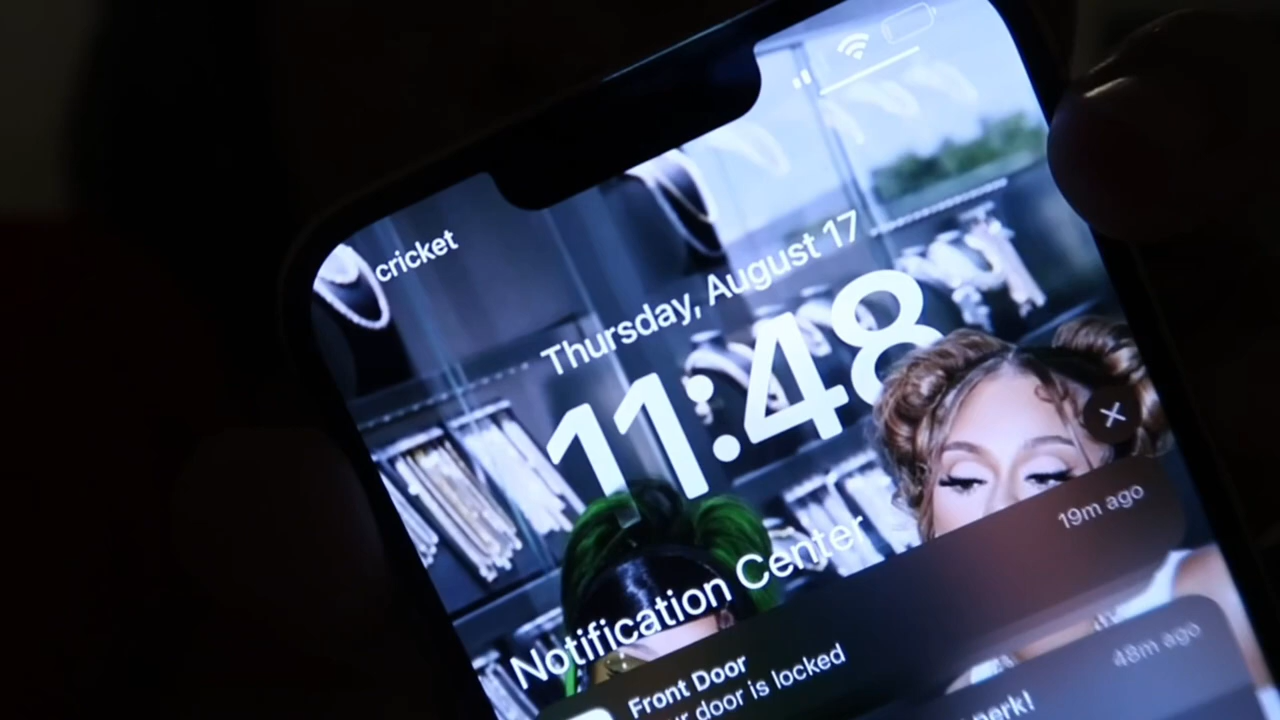 cricket
Thursday, August 17
11:48
Notification Center
19m ago
Front Door
door is locked
48m ago